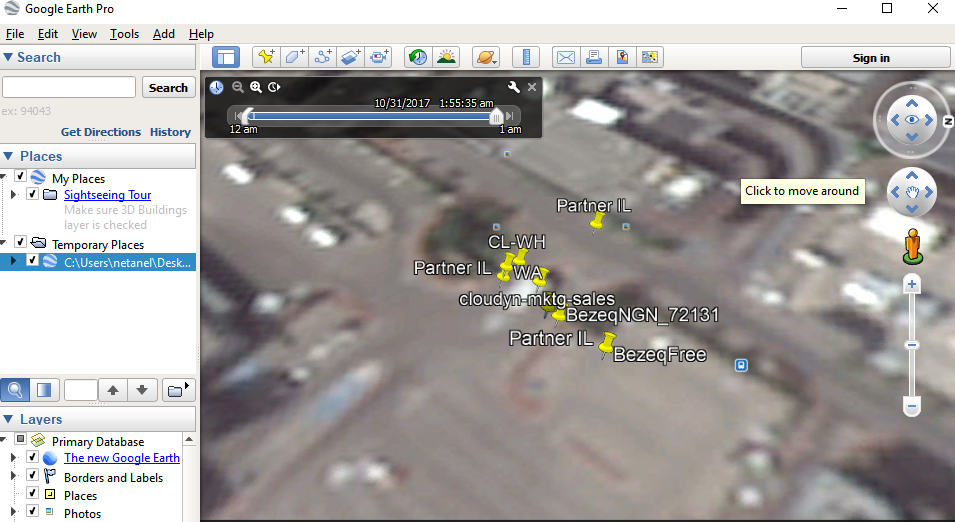 Google Earth Pro
File Edit View Tools Add Help
Search
Sign in
Search
ex: 94043
Get Directions History
Places
My Places
Sightseeing Tour
Make sure 3D Buildings
layer is checked
Temporary Places
C:\Users\netanel\Desk...
Layers
Primary Database
The new Google Earth
Borders and Labels
Places
Photos
10/31/2017 1:55:35 am
12 am 1 am
N
Click to move around
Partner IL
CL-WH
Partner IL
WA
cloudyn-mktg-sales
BezeqNGN_72131
Partner IL
BezeqFree